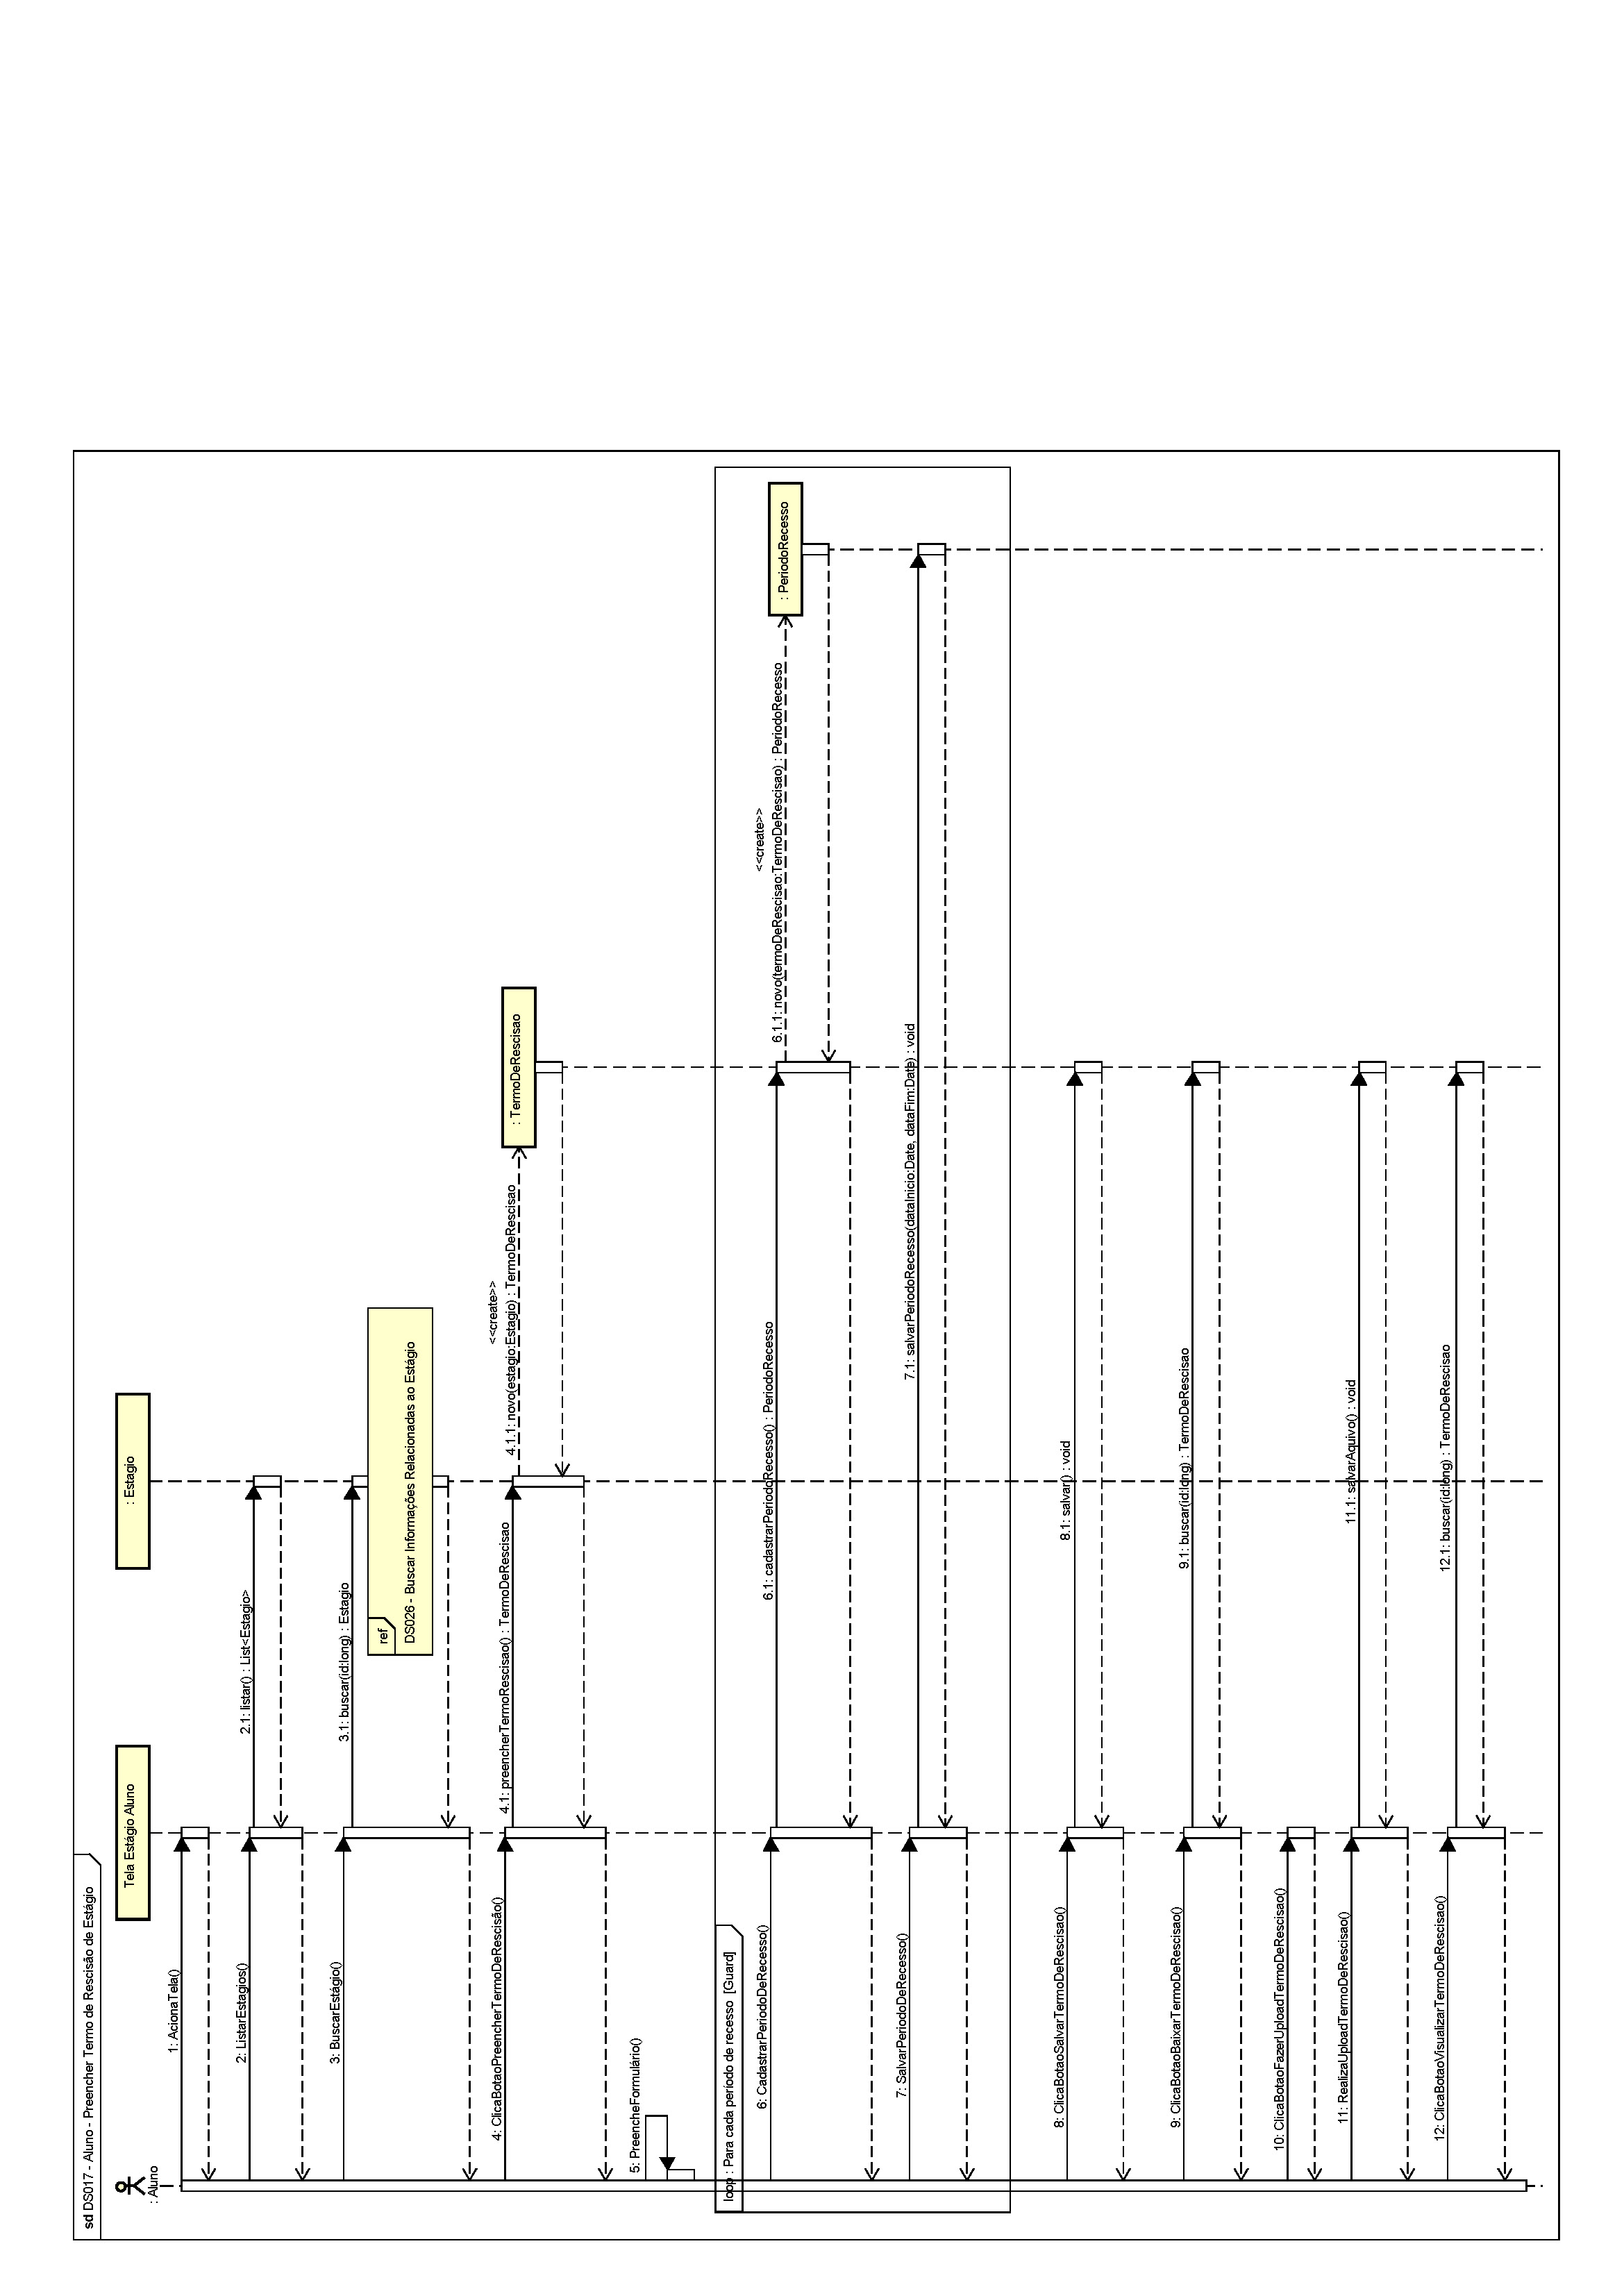 sd DS017 - Aluno - Preencher Termo de Rescisão de Estágio
: Aluno
Tela Estágio Aluno
: Estagio
1: AcionaTela()
2: ListarEstagios()
2.1: listar() : List<Estagio>
3: BuscarEstágio()
3.1: buscar(id:long) : Estagio
ref
DS026 - Buscar Informações Relacionadas ao Estágio
4: ClicaBotaoPreencherTermoDeRescisão()
4.1: preencherTermoRescisao() : TermoDeRescisao
<<create>>
4.1.1: novo(estagio:Estagio) : TermoDeRescisao
: TermoDeRescisao
5: PreencheFormulário()
loop : Para cada período de recesso [Guard]
6: CadastrarPeriodoDeRecesso()
6.1: cadastrarPeriodoRecesso() : PeriodoRecesso
<<create>>
6.1.1: novo(termoDeRescisao:TermoDeRescisao) : PeriodoRecesso
: PeriodoRecesso
7: SalvarPeriodoDeRecesso()
7.1: salvarPeriodoRecesso(dataInicio:Date, dataFim:Date) : void
8: ClicaBotaoSalvarTermoDeRescisao()
8.1: salvar() : void
9: ClicaBotaoBaixarTermoDeRescisao()
9.1: buscar(id:long) : TermoDeRescisao
10: ClicaBotaoFazerUploadTermoDeRescisao()
11: RealizaUploadTermoDeRescisao()
11.1: salvarAquivo() : void
12: ClicaBotaoVisualizarTermoDeRescisao()
12.1: buscar(id:long) : TermoDeRescisao